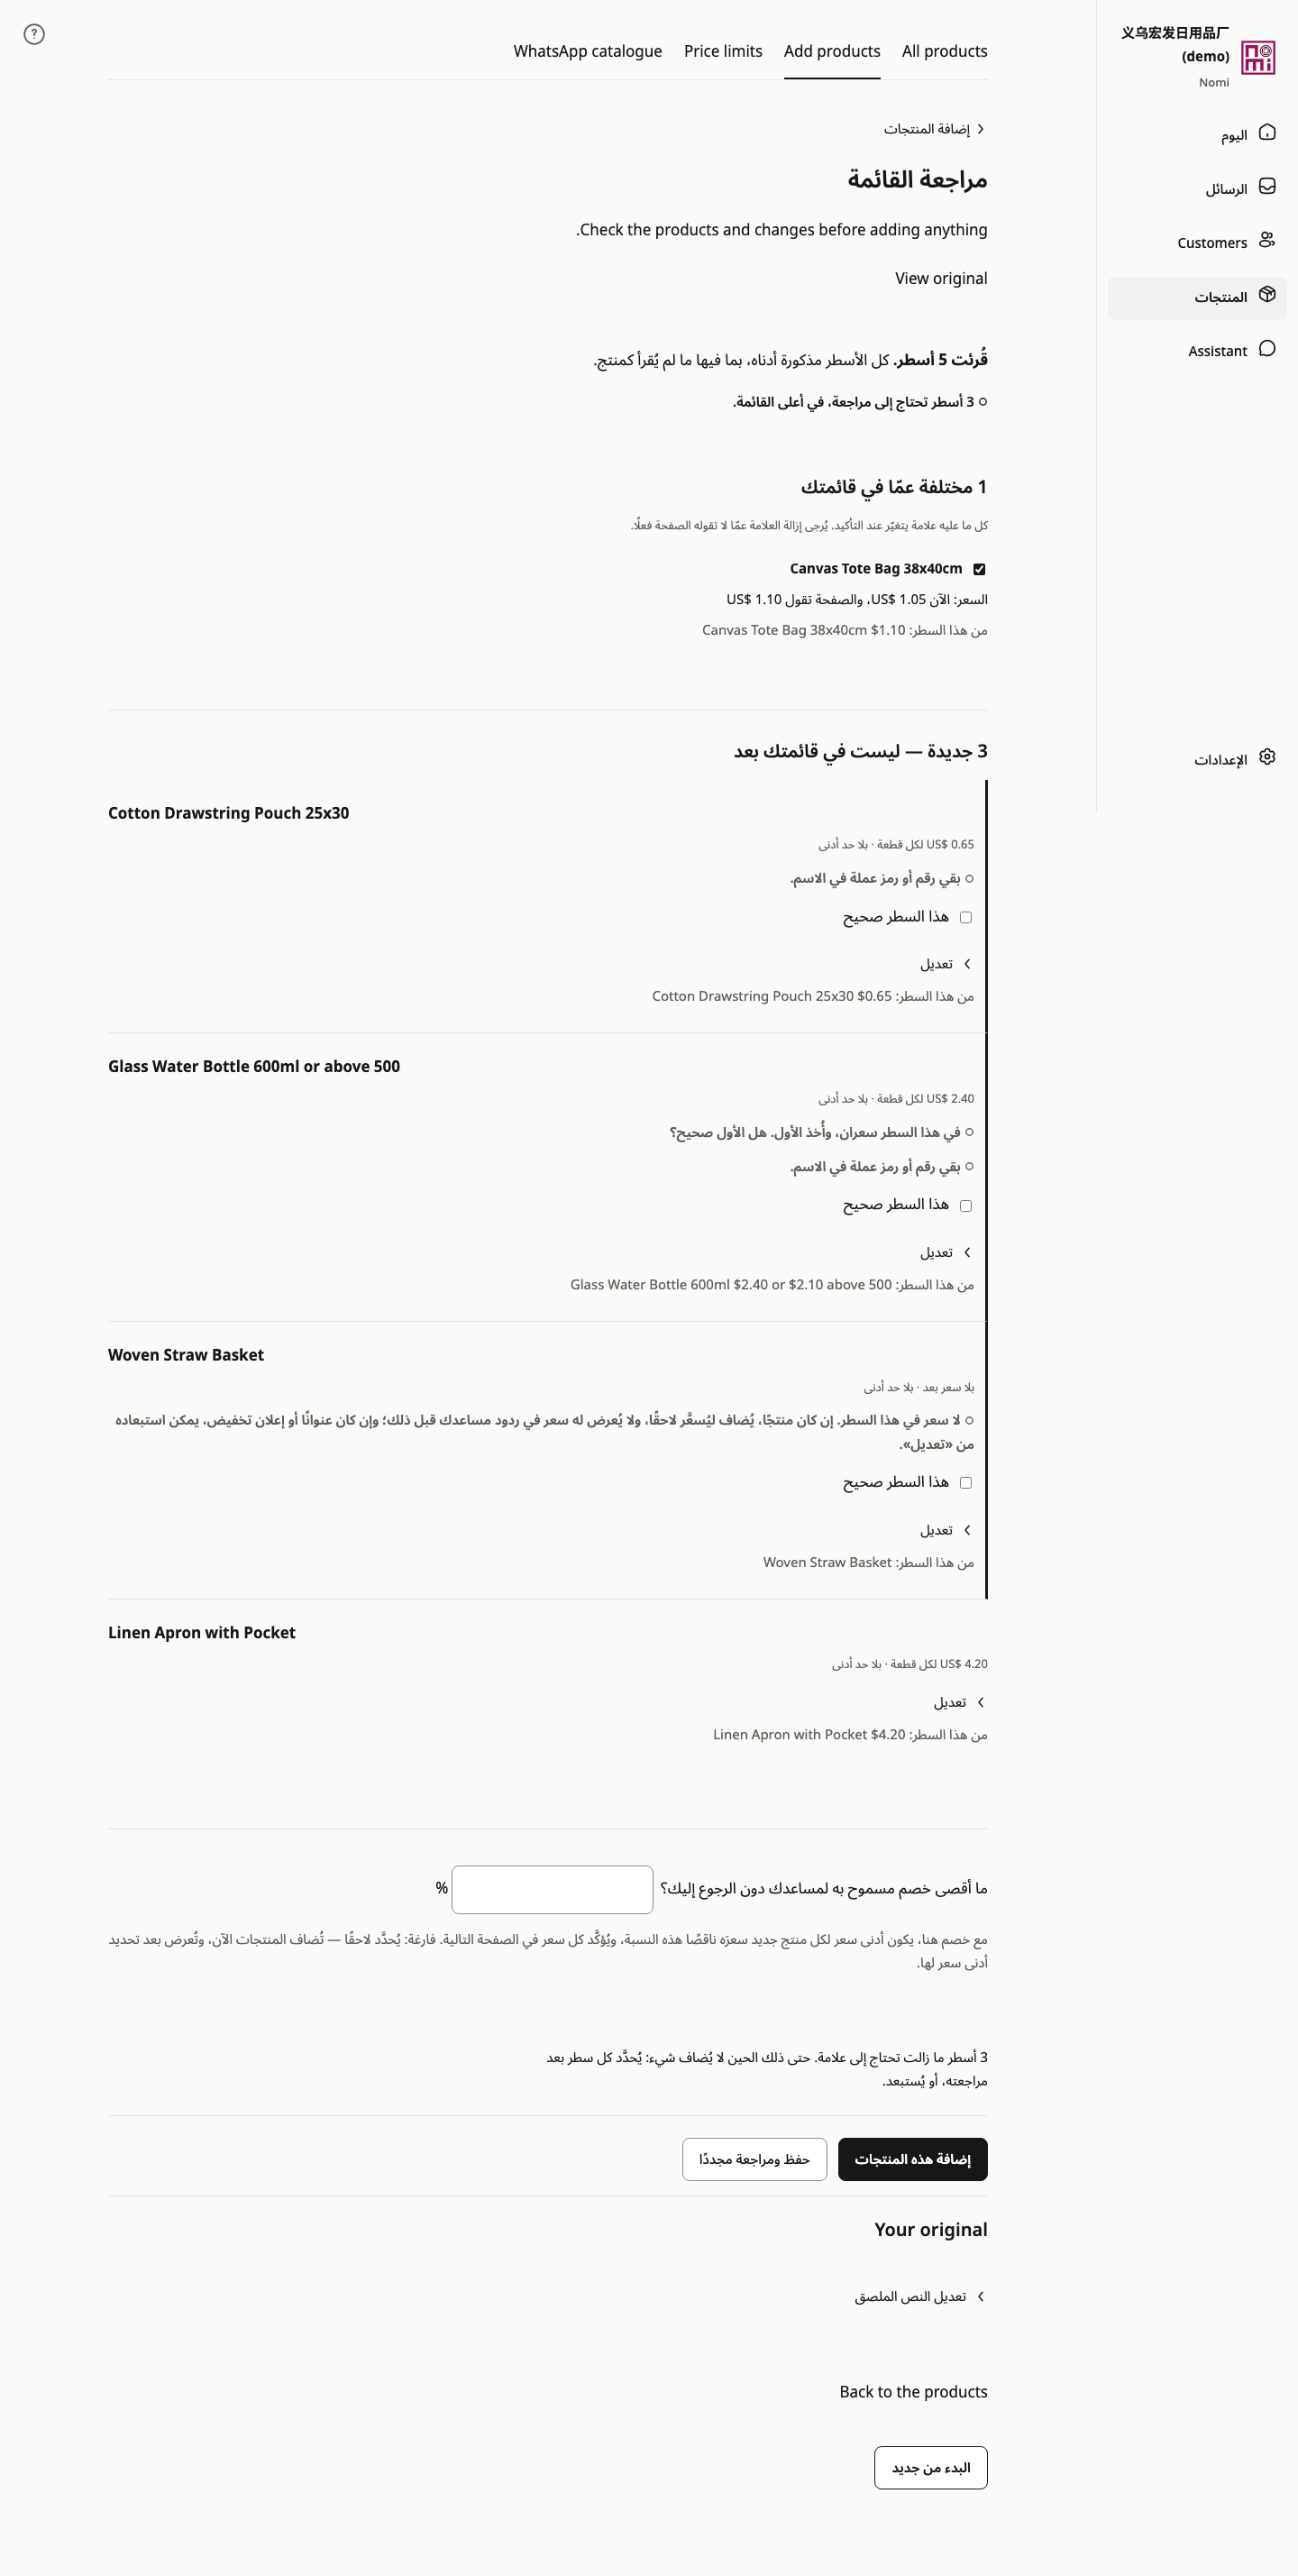 义乌宏发日用品厂
(demo)
Nomi
اليوم
الرسائل
Customers
المنتجات
Assistant
الإعدادات
All products
Add products
Price limits
WhatsApp catalogue
إضافة المنتجات
مراجعة القائمة
Check the products and changes before adding anything.
View original
قُرئت 5 أسطر. كل الأسطر مذكورة أدناه، بما فيها ما لم يُقرأ كمنتج.
3 أسطر تحتاج إلى مراجعة، في أعلى القائمة.
1 مختلفة عمّا في قائمتك
كل ما عليه علامة يتغيّر عند التأكيد. يُرجى إزالة العلامة عمّا لا تقوله الصفحة فعلًا.
Canvas Tote Bag 38x40cm
السعر: الآن US$ 1.05، والصفحة تقول US$ 1.10
من هذا السطر: Canvas Tote Bag 38x40cm $1.10
3 جديدة — ليست في قائمتك بعد
Cotton Drawstring Pouch 25x30
US$ 0.65 لكل قطعة · بلا حد أدنى
بقي رقم أو رمز عملة في الاسم.
هذا السطر صحيح
تعديل
من هذا السطر: Cotton Drawstring Pouch 25x30 $0.65
Glass Water Bottle 600ml or above 500
US$ 2.40 لكل قطعة · بلا حد أدنى
في هذا السطر سعران، وأُخذ الأول. هل الأول صحيح؟
بقي رقم أو رمز عملة في الاسم.
هذا السطر صحيح
تعديل
من هذا السطر: Glass Water Bottle 600ml $2.40 or $2.10 above 500
Woven Straw Basket
بلا سعر بعد · بلا حد أدنى
لا سعر في هذا السطر. إن كان منتجًا، يُضاف ليُسعَّر لاحقًا، ولا يُعرض له سعر في ردود مساعدك قبل ذلك؛ وإن كان عنوانًا أو إعلان تخفيض، يمكن استبعاده
من «تعديل».
هذا السطر صحيح
تعديل
من هذا السطر: Woven Straw Basket
Linen Apron with Pocket
US$ 4.20 لكل قطعة · بلا حد أدنى
تعديل
من هذا السطر: Linen Apron with Pocket $4.20
ما أقصى خصم مسموح به لمساعدك دون الرجوع إليك؟ %
مع خصم هنا، يكون أدنى سعر لكل منتج جديد سعرَه ناقصًا هذه النسبة، ويُؤكَّد كل سعر في الصفحة التالية. فارغة: يُحدَّد لاحقًا — تُضاف المنتجات الآن، وتُعرض بعد تحديد
أدنى سعر لها.
3 أسطر ما زالت تحتاج إلى علامة. حتى ذلك الحين لا يُضاف شيء: يُحدَّد كل سطر بعد
مراجعته، أو يُستبعد.
إضافة هذه المنتجات
حفظ ومراجعة مجددًا
Your original
تعديل النص الملصق
Back to the products
البدء من جديد